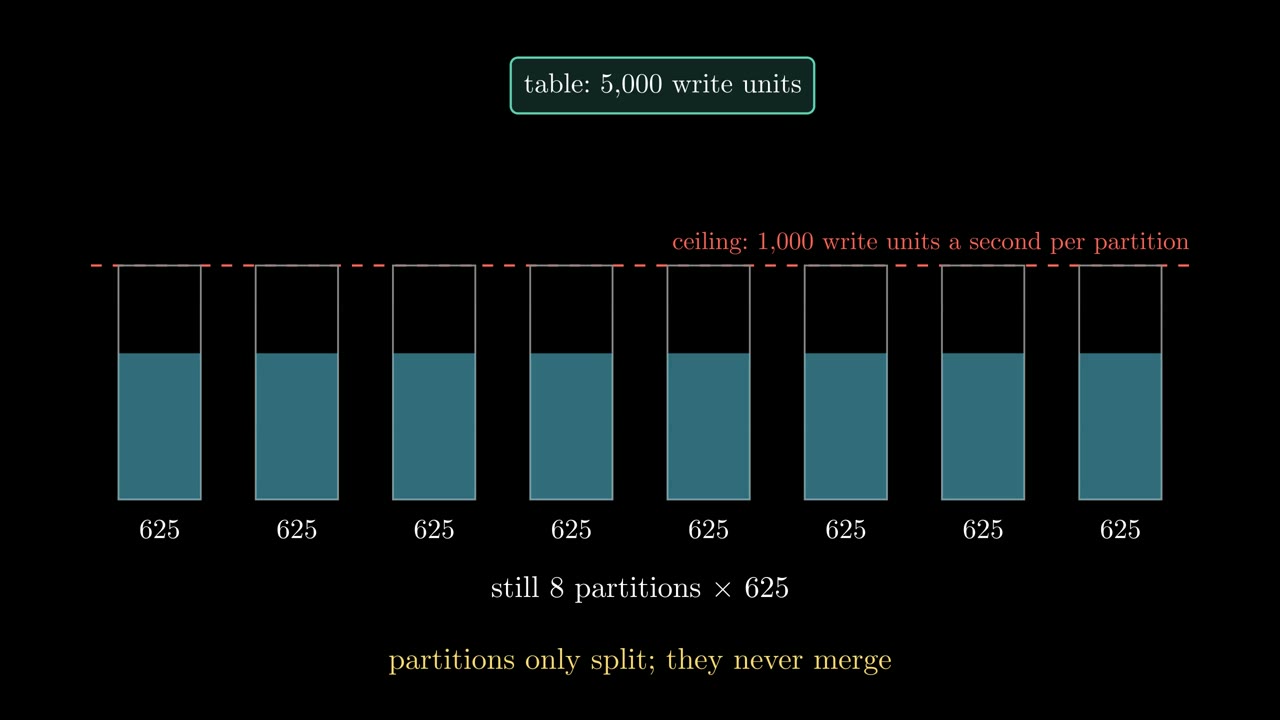 table: 5,000 write units
ceiling: 1,000 write units a second per partition
625 625 625 625 625 625 625 625
still 8 partitions × 625
partitions only split; they never merge